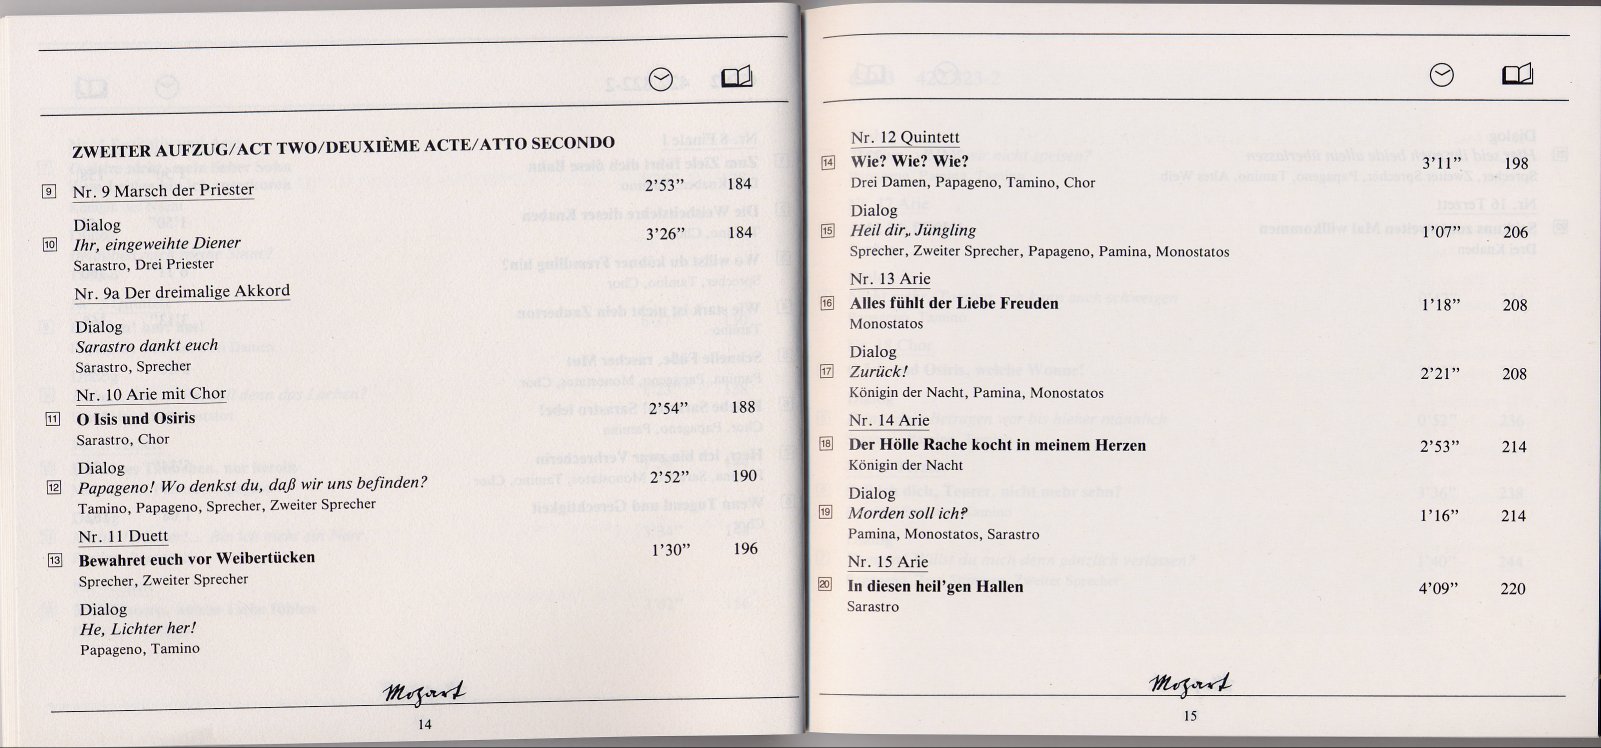 ZWEITER AUFZUG/ACT TWO/DEUXIÈME ACTE/ATTO SECONDO
9 Nr. 9 Marsch der Priester 2’53” 184
Dialog
10 Ihr, eingeweihte Diener 3’26” 184
Sarastro, Drei Priester
Nr. 9a Der dreimalige Akkord
Dialog
Sarastro dankt euch
Sarastro, Sprecher
Nr. 10 Arie mit Chor
11 O Isis und Osiris 2’54” 188
Sarastro, Chor
Dialog
12 Papageno! Wo denkst du, daß wir uns befinden? 2’52” 190
Tamino, Papageno, Sprecher, Zweiter Sprecher
Nr. 11 Duett
13 Bewahret euch vor Weibertücken 1’30” 196
Sprecher, Zweiter Sprecher
Dialog
He, Lichter her!
Papageno, Tamino
Mozart
14
Nr. 12 Quintett
14 Wie? Wie? Wie? 3’11” 198
Drei Damen, Papageno, Tamino, Chor
Dialog
15 Heil dir,, Jüngling 1’07” 206
Sprecher, Zweiter Sprecher, Papageno, Pamina, Monostatos
Nr. 13 Arie
16 Alles fühlt der Liebe Freuden 1’18” 208
Monostatos
Dialog
17 Zurück! 2’21” 208
Königin der Nacht, Pamina, Monostatos
Nr. 14 Arie
18 Der Hölle Rache kocht in meinem Herzen 2’53” 214
Königin der Nacht
Dialog
19 Morden soll ich? 1’16” 214
Pamina, Monostatos, Sarastro
Nr. 15 Arie
20 In diesen heil’gen Hallen 4’09” 220
Sarastro
Mozart
15